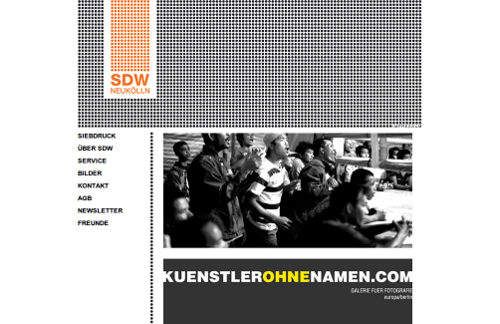 SDW
NEUKÖLLN
SIEBDRUCK
ÜBER SDW
SERVICE
BILDER
KONTAKT
AGB
NEWSLETTER
FREUNDE
KUENSTLEROHNENAMEN.COM
GALERIE FUER FOTOGRAFIE
europa/berlin